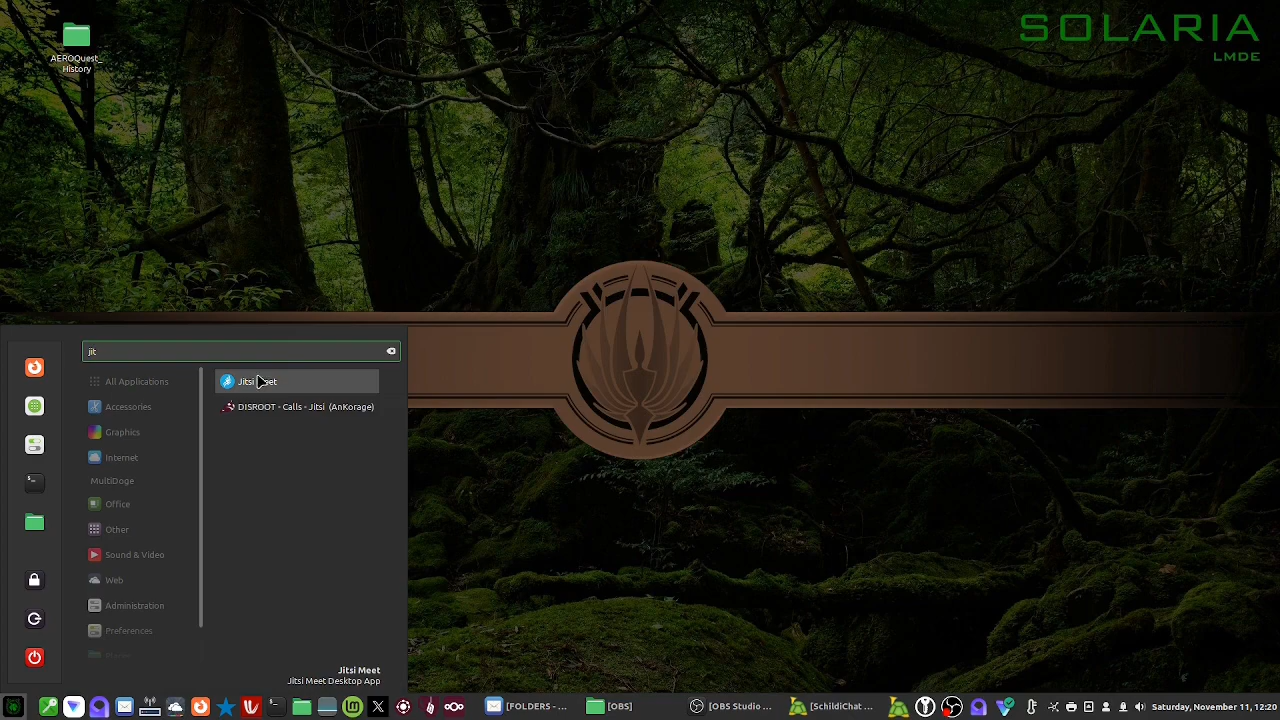 SOLARIA
LMDE
AEROQuest_
History
jit
All Applications
Accessories
Graphics
Internet
MultiDoge
Office
Other
Sound & Video
Web
Administration
Preferences
Places
Jitsi Meet
DISROOT - Calls - Jitsi (AnKorage)
Jitsi Meet
Jitsi Meet Desktop App
[FOLDERS - ...
[OBS]
[OBS Studio ...
[SchildiChat ...
Saturday, November 11, 12:20